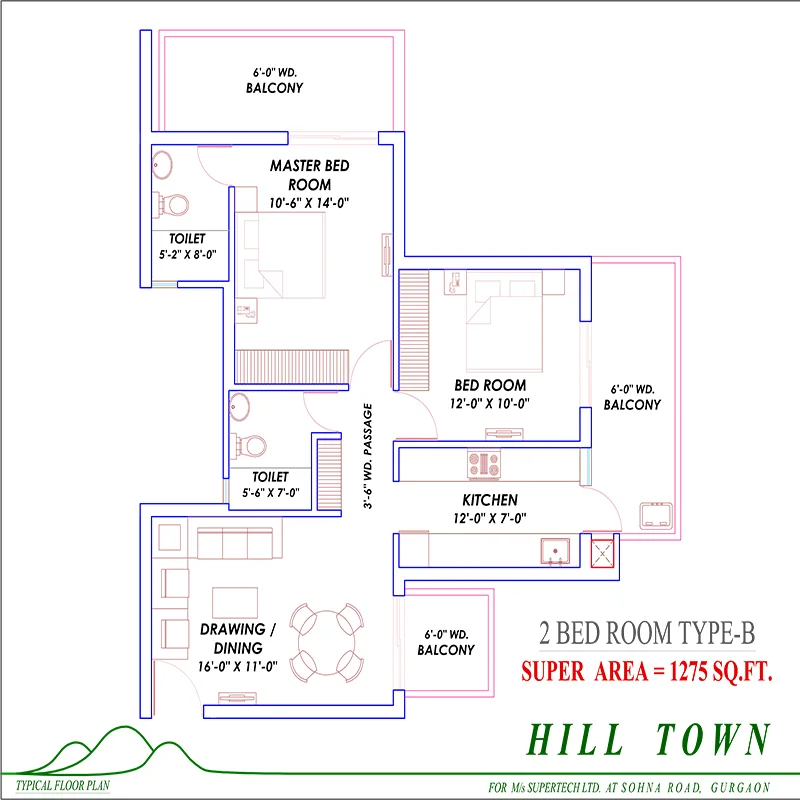 6'-0" WD.
BALCONY
MASTER BED
ROOM
10'-6" X 14'-0"
TOILET
5'-2" X 8'-0"
BED ROOM
12'-0" X 10'-0"
6'-0" WD.
BALCONY
3'-6" WD. PASSAGE
TOILET
5'-6" X 7'-0"
KITCHEN
12'-0" X 7'-0"
DRAWING /
DINING
16'-0" X 11'-0"
6'-0" WD.
BALCONY
2 BED ROOM TYPE-B
SUPER AREA = 1275 SQ.FT.
HILL TOWN
TYPICAL FLOOR PLAN
FOR M/s SUPERTECH LTD. AT SOHNA ROAD, GURGAON